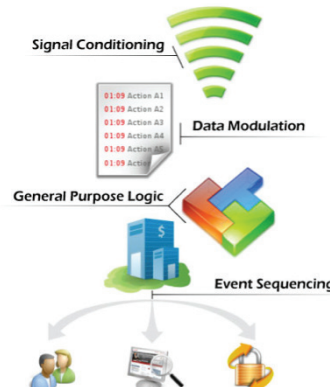 Signal Conditioning
01:09 Action A1
01:09 Action A2
01:09 Action A3
01:09 Action A4
01:09 Action A5
01:09 Action
Data Modulation
General Purpose Logic
$
Event Sequencing